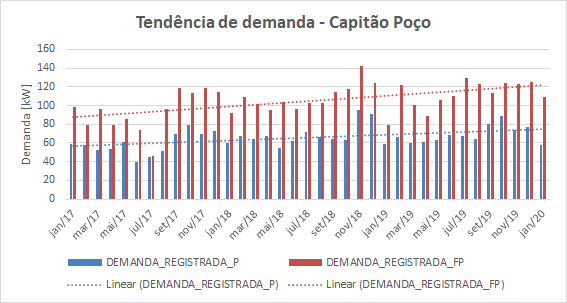 Tendência de demanda - Capitão Poço
Demanda [kW]
160
140
120
100
80
60
40
20
0
jan/17
mar/17
mai/17
jul/17
set/17
nov/17
jan/18
mar/18
mai/18
jul/18
set/18
nov/18
jan/19
mar/19
mai/19
jul/19
set/19
nov/19
jan/20
DEMANDA_REGISTRADA_P
DEMANDA_REGISTRADA_FP
Linear (DEMANDA_REGISTRADA_P)
Linear (DEMANDA_REGISTRADA_FP)